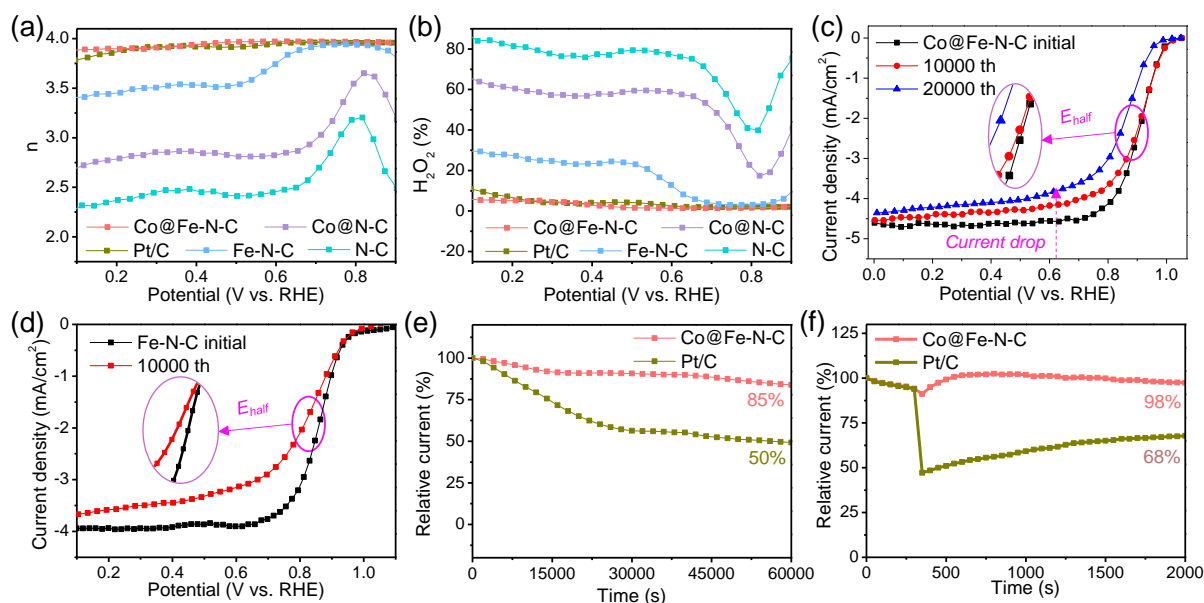 (a)
4.0
3.5
3.0
2.5
2.0
n
Co@Fe-N-C
Co@N-C
Pt/C
Fe-N-C
N-C
0.2
0.4
0.6
0.8
Potential (V vs. RHE)
(b)
80
60
40
20
0
-20
H2O2 (%)
Co@Fe-N-C
Co@N-C
Pt/C
Fe-N-C
N-C
0.2
0.4
0.6
0.8
Potential (V vs. RHE)
(c)
0
-1
-2
-3
-4
-5
Current density (mA/cm²)
Co@Fe-N-C initial
10000 th
20000 th
Ehalf
Current drop
0.0
0.2
0.4
0.6
0.8
1.0
Potential (V vs. RHE)
(d)
0
-1
-2
-3
-4
Current density (mA/cm²)
Fe-N-C initial
10000 th
Ehalf
0.2
0.4
0.6
0.8
1.0
Potential (V vs. RHE)
(e)
100
75
50
25
0
Relative current (%)
Co@Fe-N-C
Pt/C
85%
50%
0
15000
30000
45000
60000
Time (s)
(f)
125
100
75
50
25
0
Relative current (%)
Co@Fe-N-C
Pt/C
98%
68%
0
500
1000
1500
2000
Time (s)